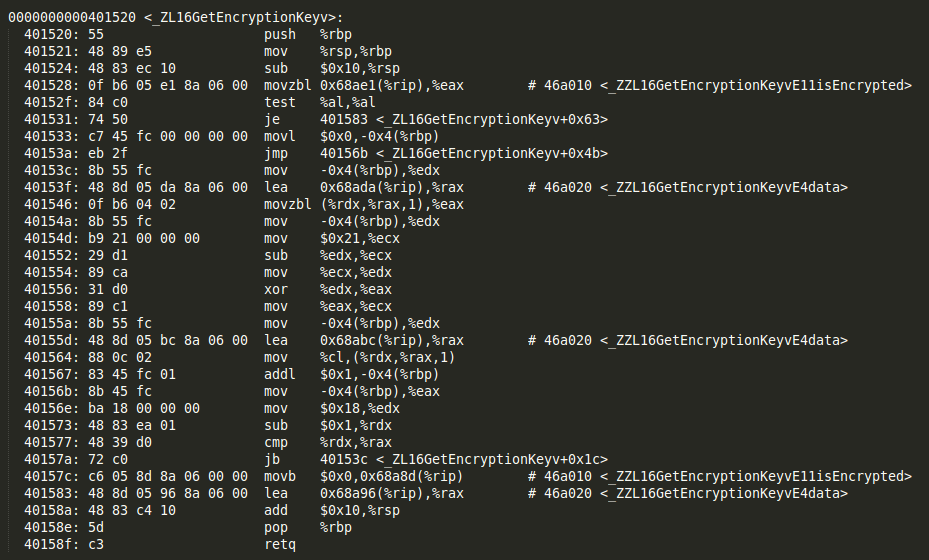 0000000000401520 <_ZL16GetEncryptionKeyv>:
401520: 55 push %rbp
401521: 48 89 e5 mov %rsp,%rbp
401524: 48 83 ec 10 sub $0x10,%rsp
401528: 0f b6 05 e1 8a 06 00 movzbl 0x68ae1(%rip),%eax # 46a010 <_ZZL16GetEncryptionKeyvE11isEncrypted>
40152f: 84 c0 test %al,%al
401531: 74 50 je 401583 <_ZL16GetEncryptionKeyv+0x63>
401533: c7 45 fc 00 00 00 00 movl $0x0,-0x4(%rbp)
40153a: eb 2f jmp 40156b <_ZL16GetEncryptionKeyv+0x4b>
40153c: 8b 55 fc mov -0x4(%rbp),%edx
40153f: 48 8d 05 da 8a 06 00 lea 0x68ada(%rip),%rax # 46a020 <_ZZL16GetEncryptionKeyvE4data>
401546: 0f b6 04 02 movzbl (%rdx,%rax,1),%eax
40154a: 8b 55 fc mov -0x4(%rbp),%edx
40154d: b9 21 00 00 00 mov $0x21,%ecx
401552: 29 d1 sub %edx,%ecx
401554: 89 ca mov %ecx,%edx
401556: 31 d0 xor %edx,%eax
401558: 89 c1 mov %eax,%ecx
40155a: 8b 55 fc mov -0x4(%rbp),%edx
40155d: 48 8d 05 bc 8a 06 00 lea 0x68abc(%rip),%rax # 46a020 <_ZZL16GetEncryptionKeyvE4data>
401564: 88 0c 02 mov %cl,(%rdx,%rax,1)
401567: 83 45 fc 01 addl $0x1,-0x4(%rbp)
40156b: 8b 45 fc mov -0x4(%rbp),%eax
40156e: ba 18 00 00 00 mov $0x18,%edx
401573: 48 83 ea 01 sub $0x1,%rdx
401577: 48 39 d0 cmp %rdx,%rax
40157a: 72 c0 jb 40153c <_ZL16GetEncryptionKeyv+0x1c>
40157c: c6 05 8d 8a 06 00 00 movb $0x0,0x68a8d(%rip) # 46a010 <_ZZL16GetEncryptionKeyvE11isEncrypted>
401583: 48 8d 05 96 8a 06 00 lea 0x68a96(%rip),%rax # 46a020 <_ZZL16GetEncryptionKeyvE4data>
40158a: 48 83 c4 10 add $0x10,%rsp
40158e: 5d pop %rbp
40158f: c3 retq